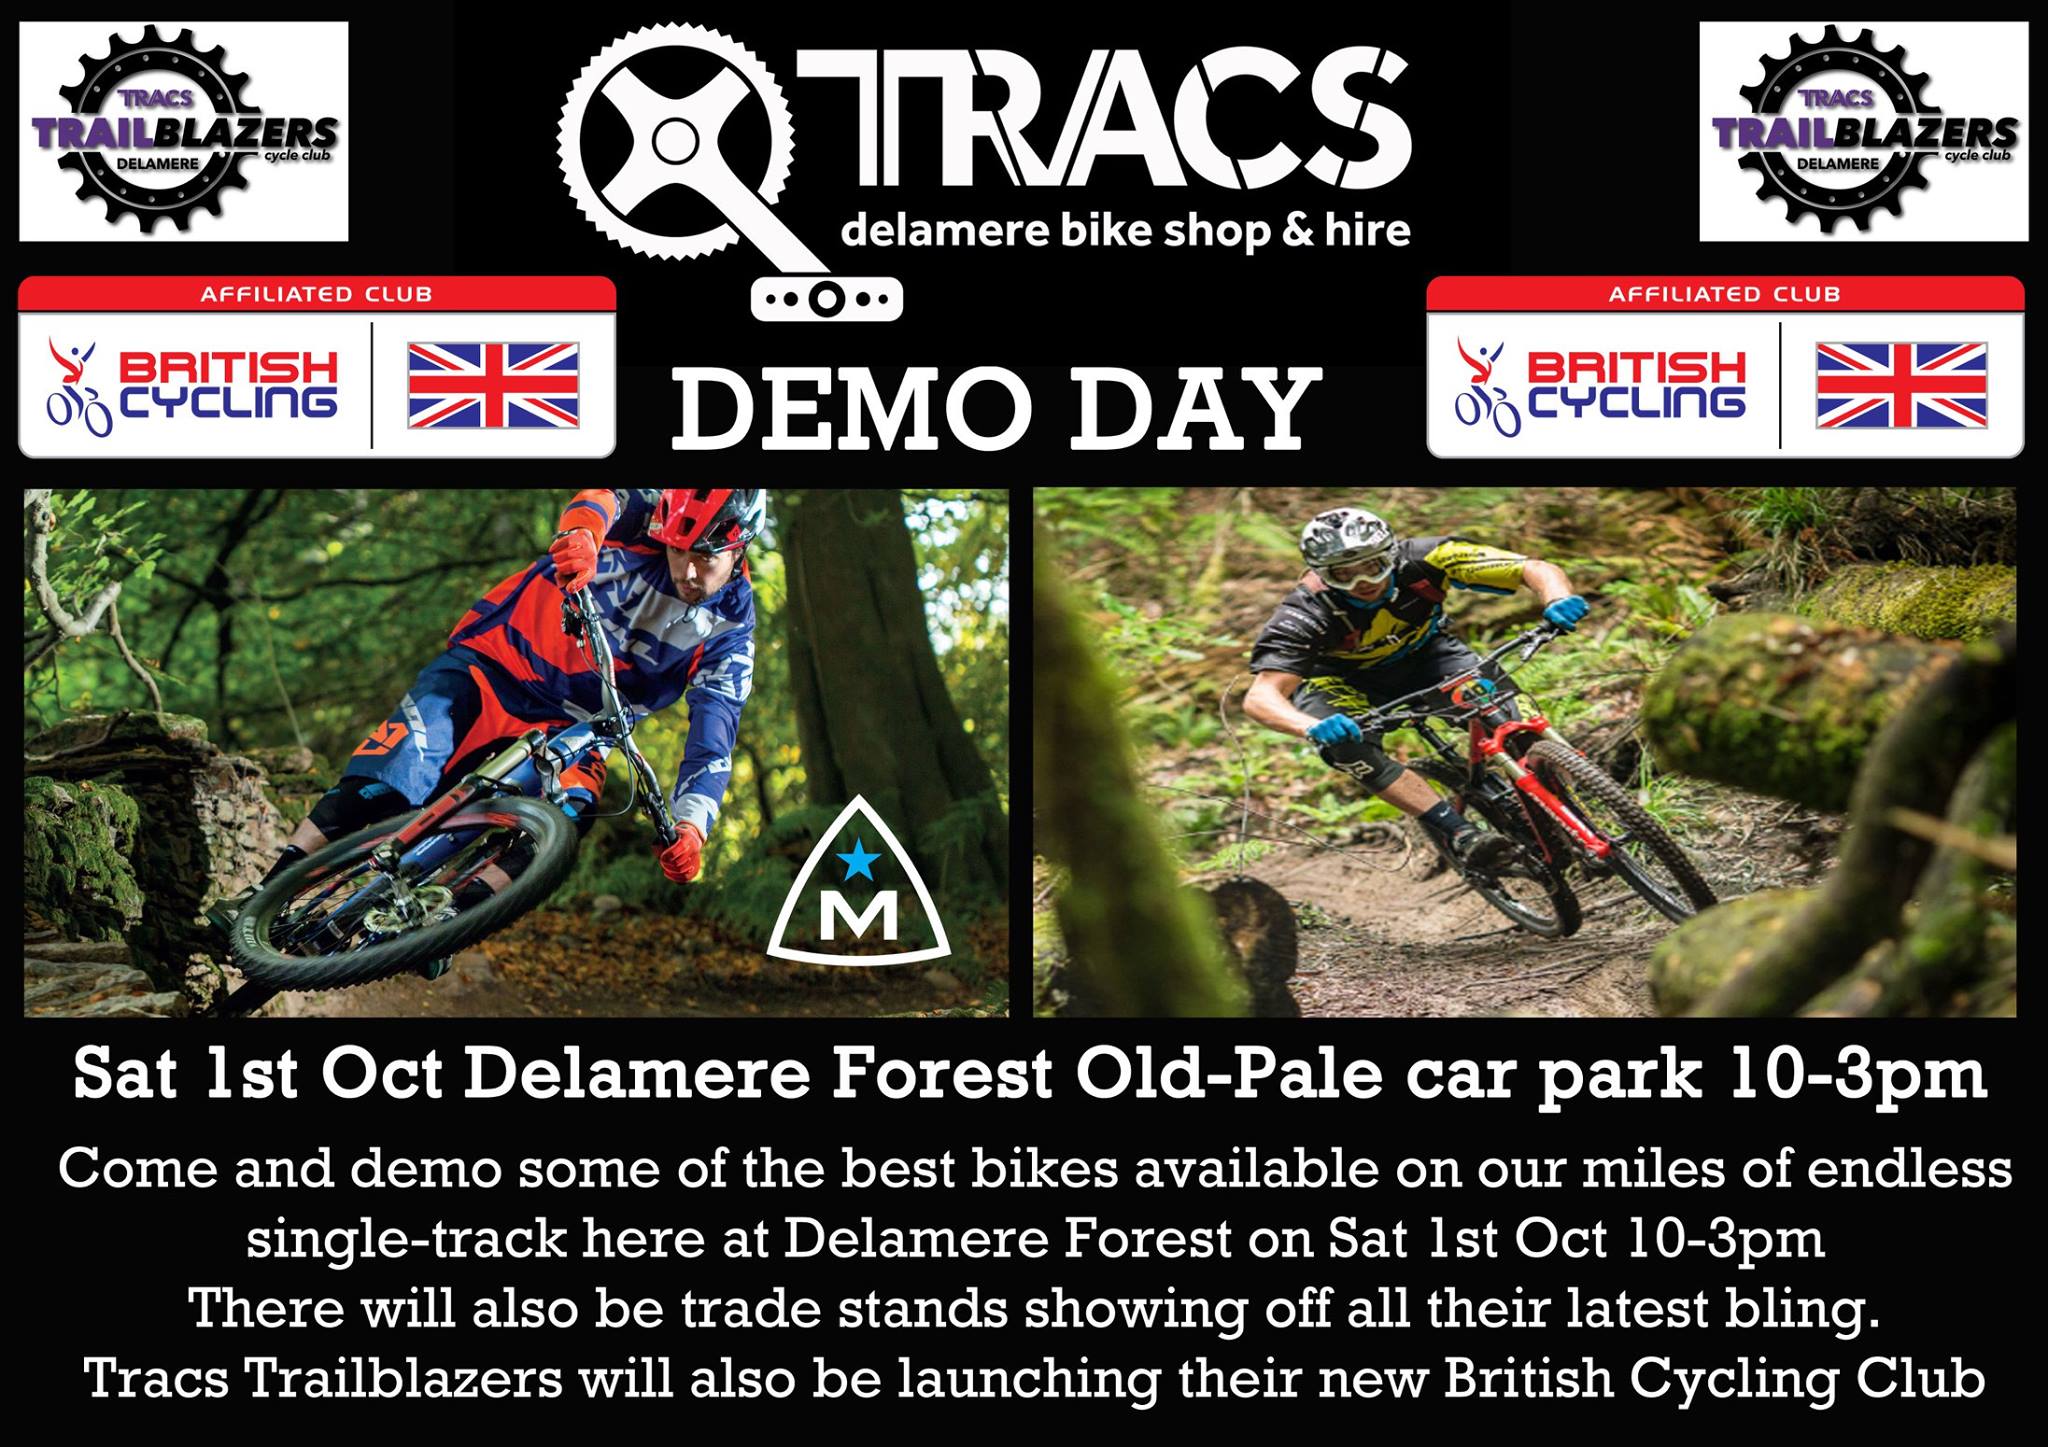 TRACS
TRAILBLAZERS
cycle club
DELAMERE
TRACS
delamere bike shop & hire
TRACS
TRAILBLAZERS
cycle club
DELAMERE
AFFILIATED CLUB
BRITISH
CYCLING
DEMO DAY
AFFILIATED CLUB
BRITISH
CYCLING
M
Sat 1st Oct Delamere Forest Old-Pale car park 10-3pm
Come and demo some of the best bikes available on our miles of endless
single-track here at Delamere Forest on Sat 1st Oct 10-3pm
There will also be trade stands showing off all their latest bling.
Tracs Trailblazers will also be launching their new British Cycling Club